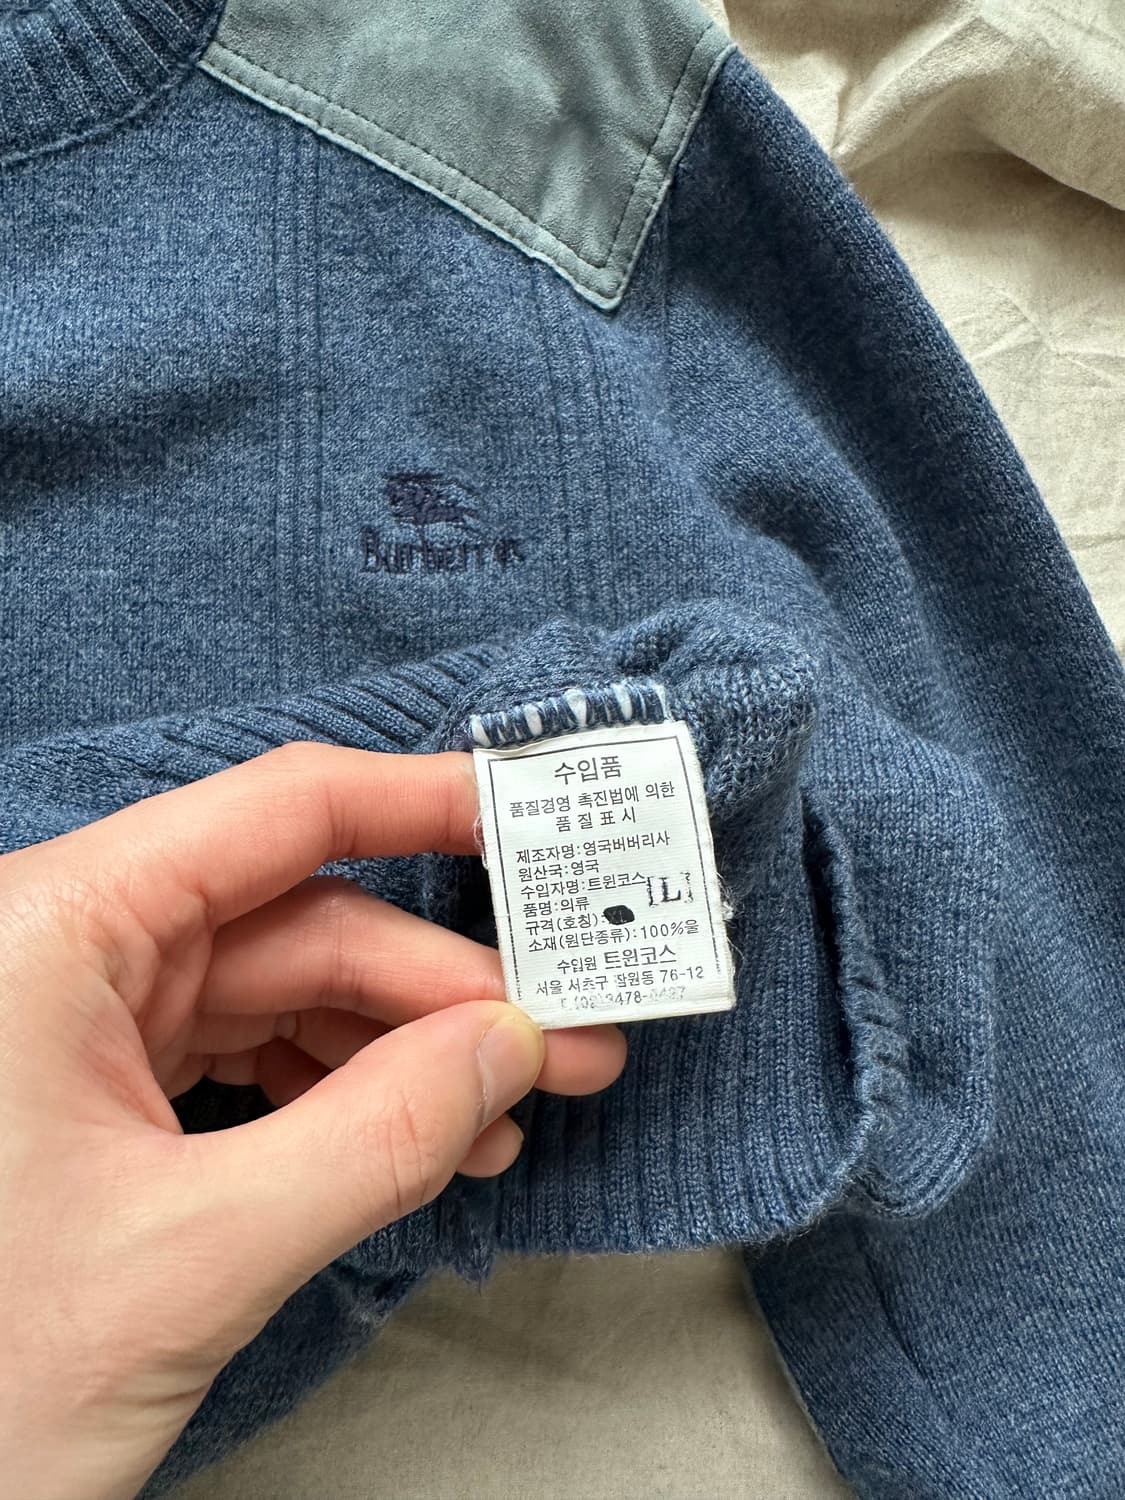 Burberrys
수입품
품질경영 촉진법에 의한
품 질 표 시
제조자명:영국버버리사
원산국:영국
수입자명:트윈코스 [L]
품명:의류
규격(호칭):
소재(원단종류):100%울
수입원 트윈코스
서울 서초구 잠원동 76-12